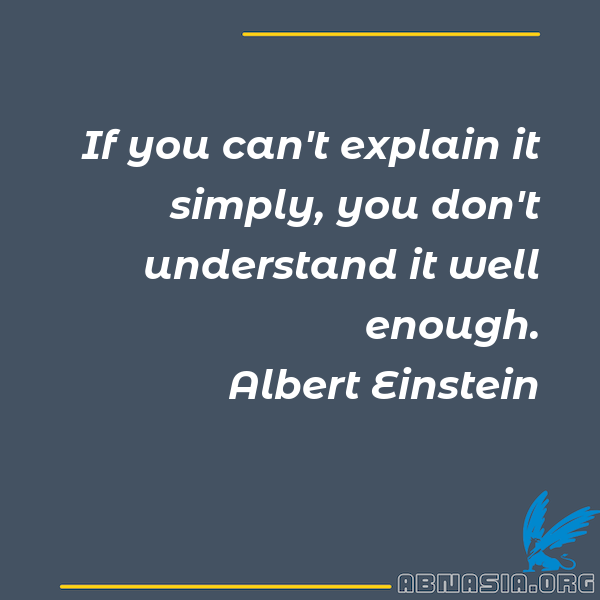 If you can't explain it
simply, you don't
understand it well
enough.
Albert Einstein
ABNASIA.ORG